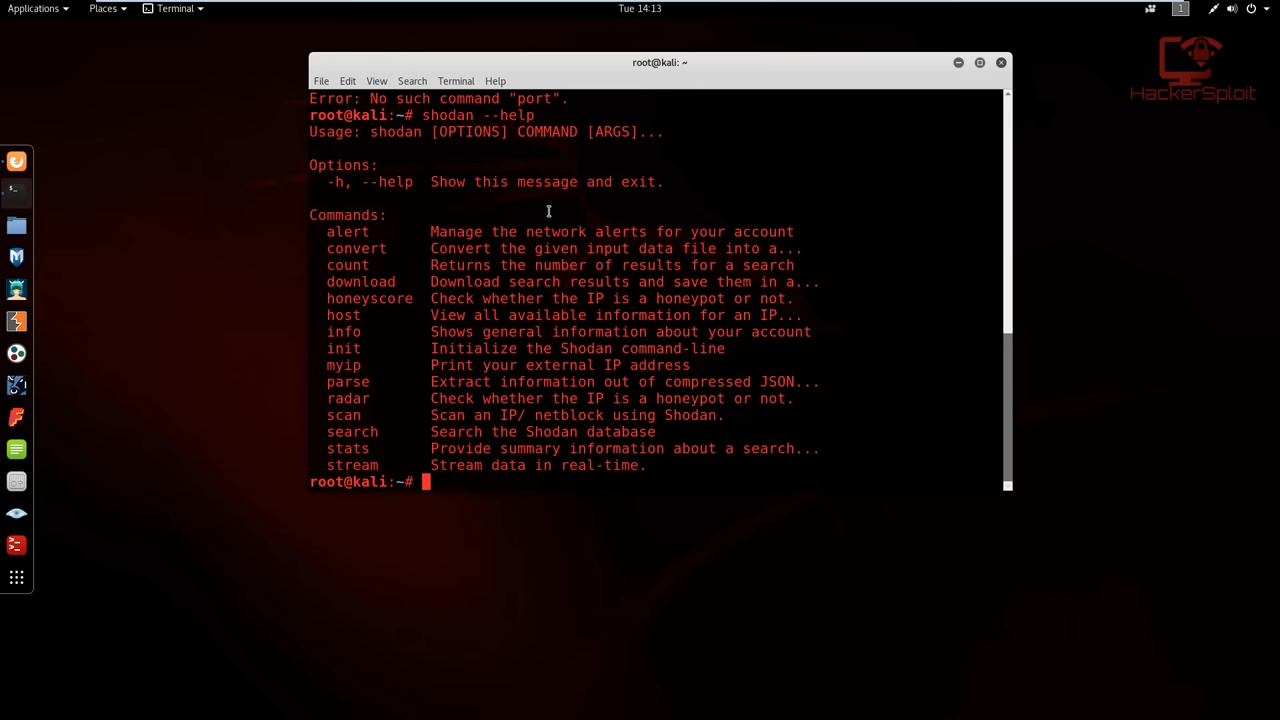 Applications Places Terminal Tue 14:13 1
root@kali: ~
File Edit View Search Terminal Help
Error: No such command "port".
root@kali:~# shodan --help
Usage: shodan [OPTIONS] COMMAND [ARGS]...
Options:
-h, --help Show this message and exit.
Commands:
alert Manage the network alerts for your account
convert Convert the given input data file into a...
count Returns the number of results for a search
download Download search results and save them in a...
honeyscore Check whether the IP is a honeypot or not.
host View all available information for an IP...
info Shows general information about your account
init Initialize the Shodan command-line
myip Print your external IP address
parse Extract information out of compressed JSON...
radar Check whether the IP is a honeypot or not.
scan Scan an IP/ netblock using Shodan.
search Search the Shodan database
stats Provide summary information about a search...
stream Stream data in real-time.
root@kali:~#
HackerSploit